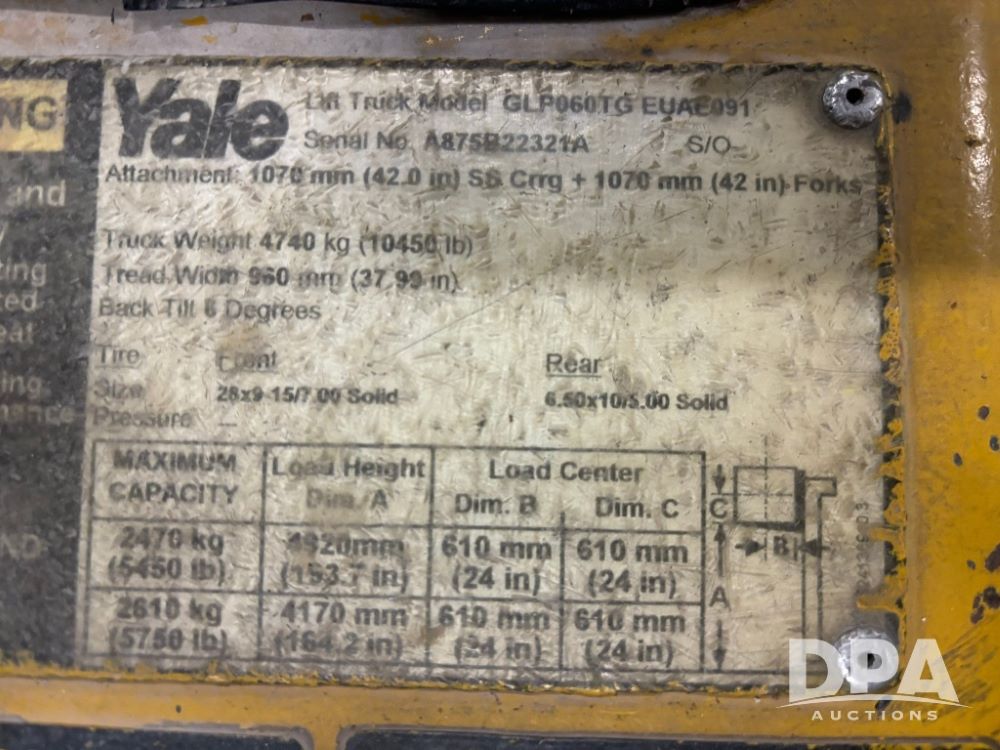 NG
and
ing
ted
eat
ing
nance
Yale
Lift Truck Model GLP060TG EUAE091
Serial No. A875B22321A S/O
Attachment: 1070 mm (42.0 in) SS Crrg + 1070 mm (42 in) Forks
Truck Weight 4740 kg (10450 lb)
Tread Width 960 mm (37.99 in)
Back Tilt 6 Degrees
Tire Front Rear
Size 28x9-15/7.00 Solid 6.50x10/5.00 Solid
Pressure
MAXIMUM CAPACITY
Load Height Dim. A
Load Center
Dim. B Dim. C
2470 kg 610 mm 610 mm
(5450 lb) (24 in) (24 in)
2610 kg 4170 mm 610 mm 610 mm
(5750 lb) (164.2 in) (24 in) (24 in)
C
B
A
DPA
AUCTIONS